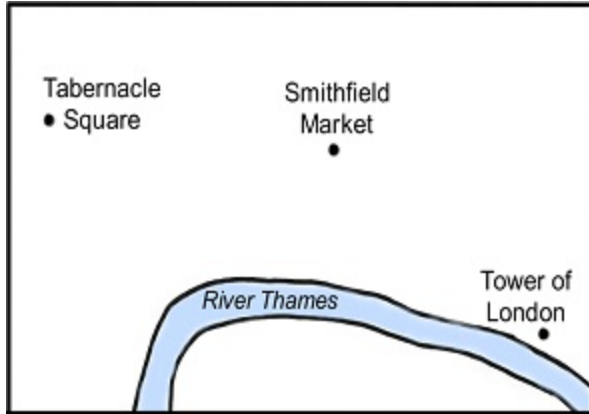 Tabernacle
Square
Smithfield
Market
River Thames
Tower of
London